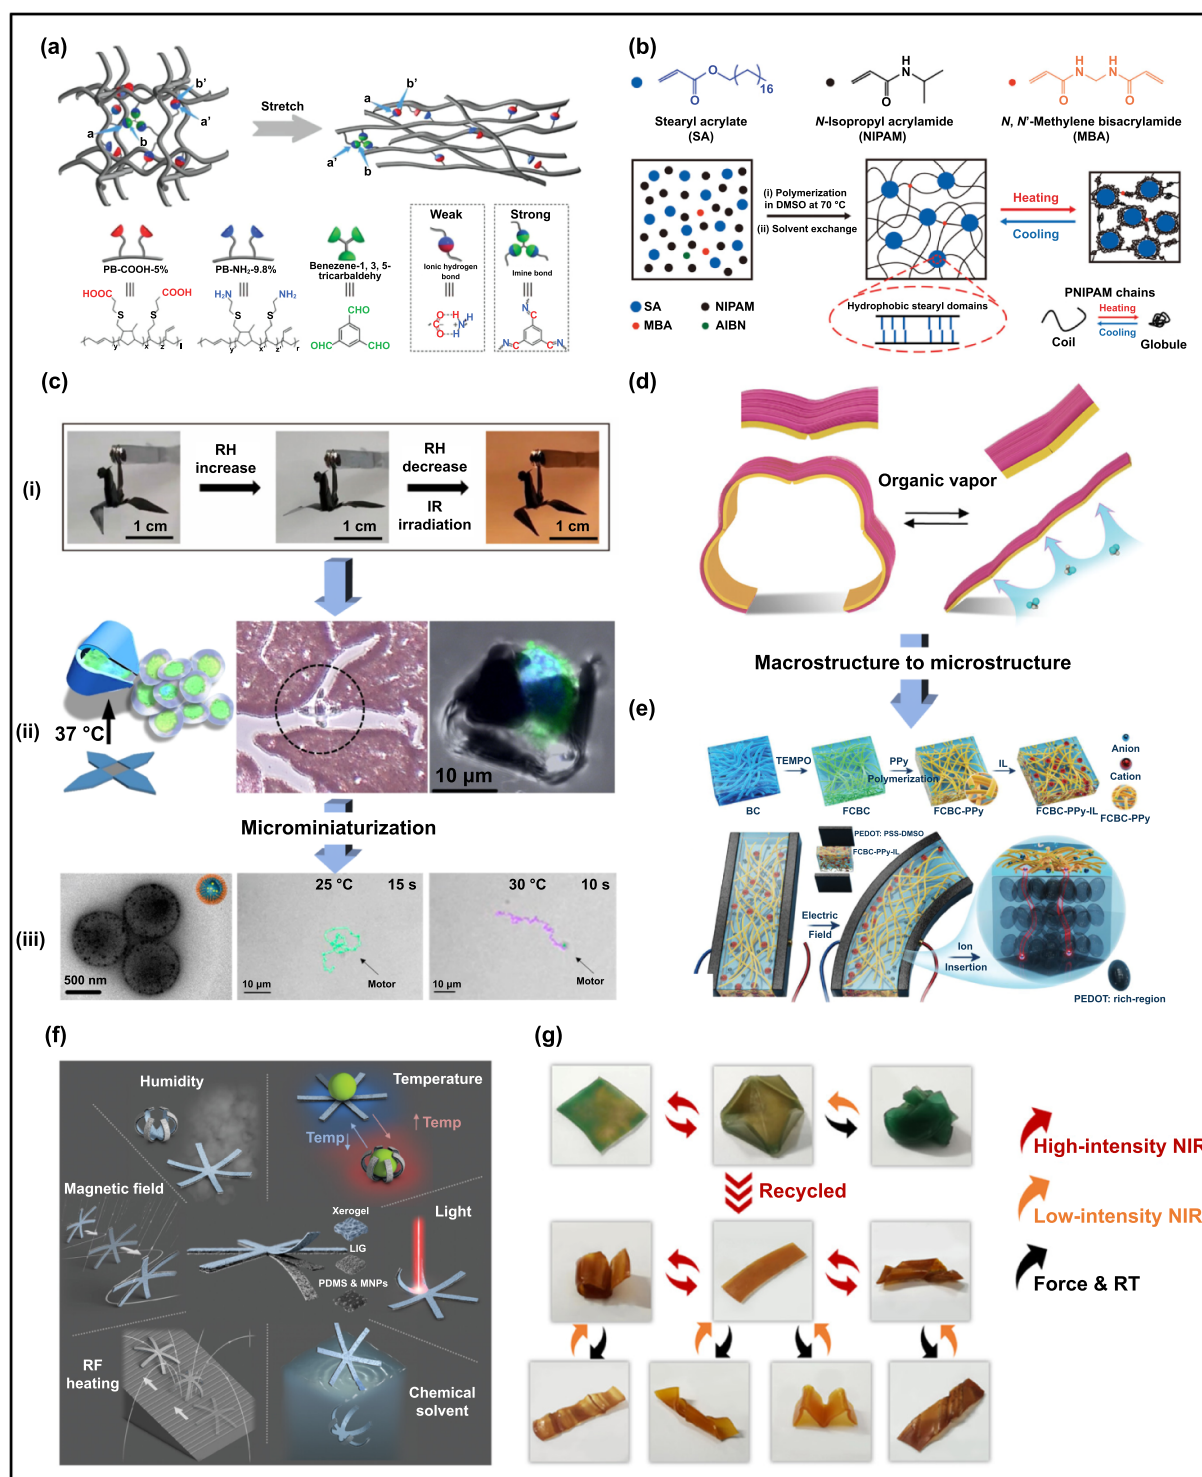 (a)
b'
a'
a
b
Stretch
b'
a
a'
b
Weak
Strong
PB-COOH-5%
PB-NH₂-9.8%
Benezene-1, 3, 5-
tricarbaldehy
Ionic hydrogen
bond
Imine bond
HOOC
COOH
S
S
H₂N
NH₂
S
S
CHO
OHC
CHO
(b)
O
O
16
H
N
O
H
N
H
N
O
O
Stearyl acrylate
(SA)
N-Isopropyl acrylamide
(NIPAM)
N, N'-Methylene bisacrylamide
(MBA)
(i) Polymerization
in DMSO at 70 °C
(ii) Solvent exchange
Heating
Cooling
SA
NIPAM
MBA
AIBN
Hydrophobic stearyl domains
PNIPAM chains
Heating
Cooling
Coil
Globule
(c)
(i)
RH
increase
RH
decrease
IR
irradiation
1 cm
1 cm
1 cm
(ii)
37 °C
10 μm
Microminiaturization
(iii)
500 nm
25 °C
15 s
Motor
10 μm
30 °C
10 s
Motor
10 μm
(d)
Organic vapor
Macrostructure to microstructure
(e)
TEMPO
PPy
Polymerization
IL
BC
FCBC
FCBC-PPy
FCBC-PPy-IL
Anion
Cation
FCBC-PPy
PEDOT: PSS-DMSO
FCBC-PPy-IL
Electric
Field
Ion
Insertion
PEDOT: rich-region
(f)
Humidity
Temperature
Temp
Temp
Magnetic field
Light
Xerogel
LIG
PDMS & MNPs
RF
heating
Chemical
solvent
(g)
Recycled
High-intensity NIR
Low-intensity NIR
Force & RT